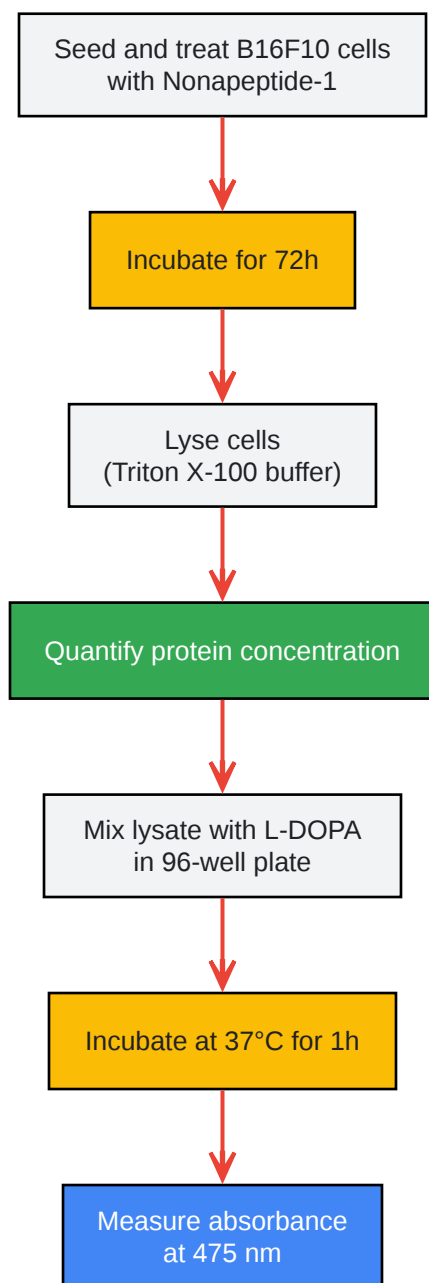 Seed and treat B16F10 cells
with Nonapeptide-1
Incubate for 72h
Lyse cells
(Triton X-100 buffer)
Quantify protein concentration
Mix lysate with L-DOPA
in 96-well plate
Incubate at 37°C for 1h
Measure absorbance
at 475 nm